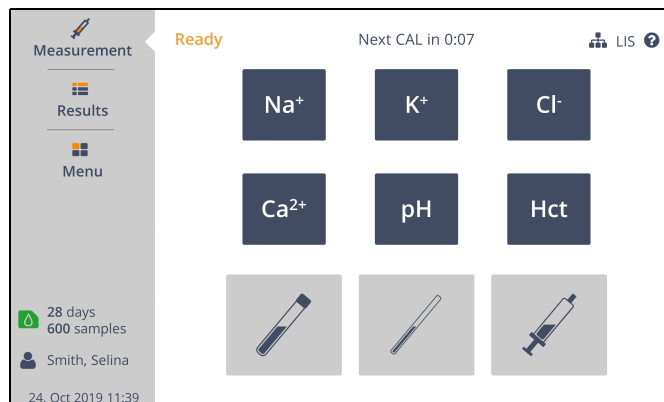 Measurement
Results
Menu
28 days
600 samples
Smith, Selina
24. Oct 2019 11:39
Ready
Next CAL in 0:07
LIS ?
Na⁺
K⁺
Cl⁻
Ca²⁺
pH
Hct